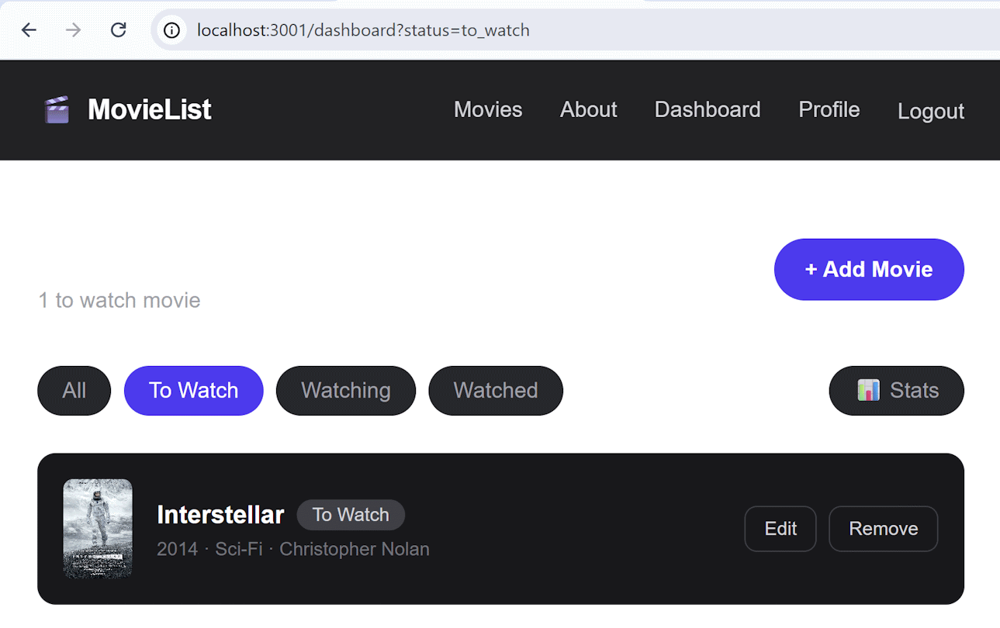 localhost:3001/dashboard?status=to_watch
MovieList
Movies About Dashboard Profile Logout
+ Add Movie
1 to watch movie
All To Watch Watching Watched Stats
Interstellar To Watch
2014 · Sci-Fi · Christopher Nolan
Edit Remove
INTERSTELLAR